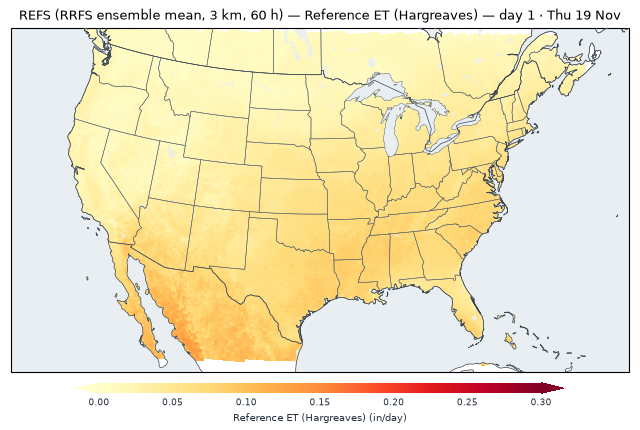 REFS (RRFS ensemble mean, 3 km, 60 h) — Reference ET (Hargreaves) — day 1 · Thu 19 Nov
0.00 0.05 0.10 0.15 0.20 0.25 0.30
Reference ET (Hargreaves) (in/day)